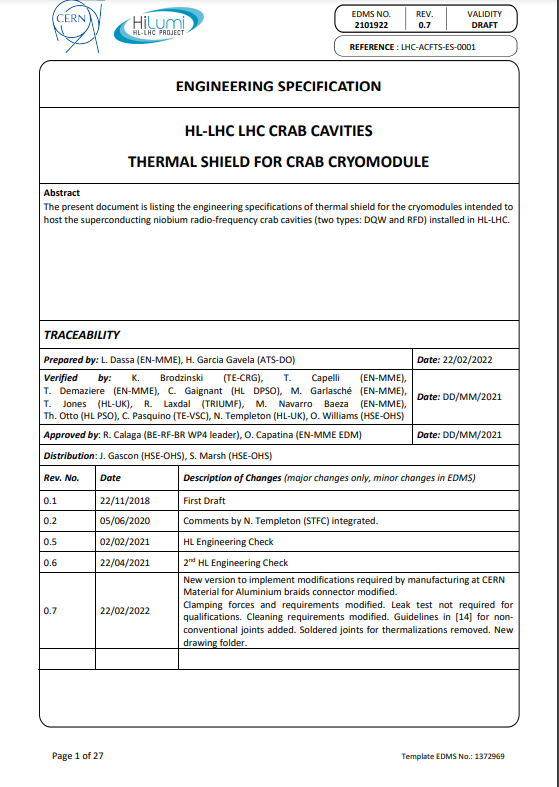 CERN
HiLumi
HL-LHC PROJECT
EDMS NO. REV. VALIDITY
2101922 0.7 DRAFT
REFERENCE : LHC-ACFTS-ES-0001
ENGINEERING SPECIFICATION
HL-LHC LHC CRAB CAVITIES
THERMAL SHIELD FOR CRAB CRYOMODULE
Abstract
The present document is listing the engineering specifications of thermal shield for the cryomodules intended to
host the superconducting niobium radio-frequency crab cavities (two types: DQW and RFD) installed in HL-LHC.
TRACEABILITY
Prepared by: L. Dassa (EN-MME), H. Garcia Gavela (ATS-DO) Date: 22/02/2022
Verified by: K. Brodzinski (TE-CRG), T. Capelli (EN-MME),
T. Demaziere (EN-MME), C. Gaignant (HL DPSO), M. Garlasché (EN-MME),
T. Jones (HL-UK), R. Laxdal (TRIUMF), M. Navarro Baeza (EN-MME),
Th. Otto (HL PSO), C. Pasquino (TE-VSC), N. Templeton (HL-UK), O. Williams (HSE-OHS)
Date: DD/MM/2021
Approved by: R. Calaga (BE-RF-BR WP4 leader), O. Capatina (EN-MME EDM) Date: DD/MM/2021
Distribution: J. Gascon (HSE-OHS), S. Marsh (HSE-OHS)
Rev. No. Date Description of Changes (major changes only, minor changes in EDMS)
0.1 22/11/2018 First Draft
0.2 05/06/2020 Comments by N. Templeton (STFC) integrated.
0.5 02/02/2021 HL Engineering Check
0.6 22/04/2021 2nd HL Engineering Check
0.7 22/02/2022
New version to implement modifications required by manufacturing at CERN
Material for Aluminium braids connector modified.
Clamping forces and requirements modified. Leak test not required for
qualifications. Cleaning requirements modified. Guidelines in [14] for non-
conventional joints added. Soldered joints for thermalizations removed. New
drawing folder.
Page 1 of 27
Template EDMS No.: 1372969